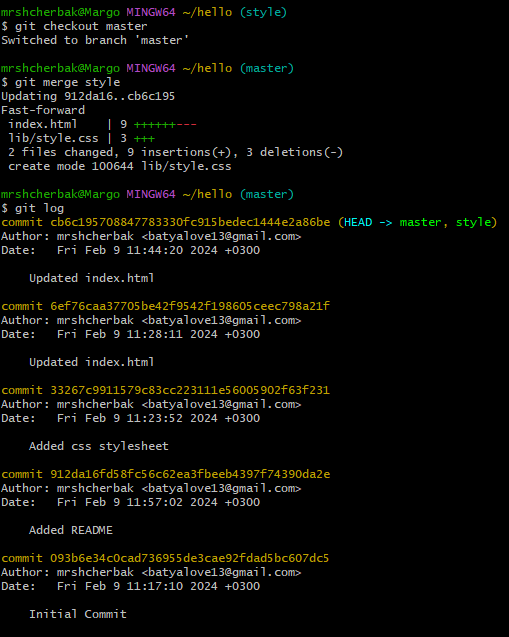 mrshcherbak@Margo MINGW64 ~/hello (style)
$ git checkout master
Switched to branch 'master'
mrshcherbak@Margo MINGW64 ~/hello (master)
$ git merge style
Updating 912da16..cb6c195
Fast-forward
 index.html    | 9 ++++++---
 lib/style.css | 3 +++
 2 files changed, 9 insertions(+), 3 deletions(-)
 create mode 100644 lib/style.css
mrshcherbak@Margo MINGW64 ~/hello (master)
$ git log
commit cb6c195708847783330fc915bedec1444e2a86be (HEAD -> master, style)
Author: mrshcherbak <batyalove13@gmail.com>
Date:   Fri Feb 9 11:44:20 2024 +0300
    Updated index.html
commit 6ef76caa37705be42f9542f198605ceec798a21f
Author: mrshcherbak <batyalove13@gmail.com>
Date:   Fri Feb 9 11:28:11 2024 +0300
    Updated index.html
commit 33267c9911579c83cc223111e56005902f63f231
Author: mrshcherbak <batyalove13@gmail.com>
Date:   Fri Feb 9 11:23:52 2024 +0300
    Added css stylesheet
commit 912da16fd58fc56c62ea3fbeeb4397f74390da2e
Author: mrshcherbak <batyalove13@gmail.com>
Date:   Fri Feb 9 11:57:02 2024 +0300
    Added README
commit 093b6e34c0cad736955de3cae92fdad5bc607dc5
Author: mrshcherbak <batyalove13@gmail.com>
Date:   Fri Feb 9 11:17:10 2024 +0300
    Initial Commit